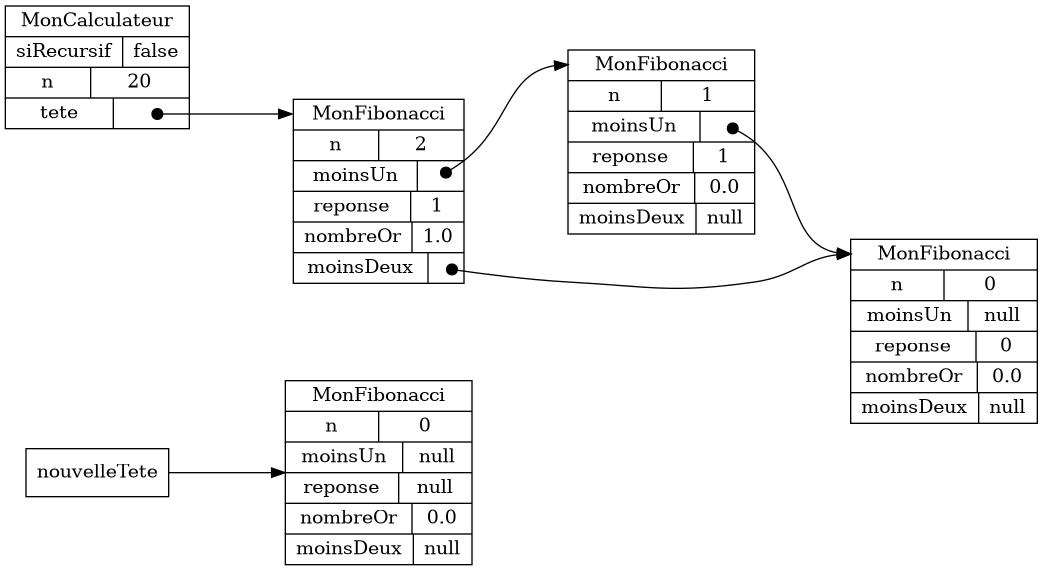 MonCalculateur
siRecursif false
n 20
tete
MonFibonacci
n 2
moinsUn
reponse 1
nombreOr 1.0
moinsDeux
MonFibonacci
n 1
moinsUn
reponse 1
nombreOr 0.0
moinsDeux null
MonFibonacci
n 0
moinsUn null
reponse 0
nombreOr 0.0
moinsDeux null
nouvelleTete
MonFibonacci
n 0
moinsUn null
reponse null
nombreOr 0.0
moinsDeux null